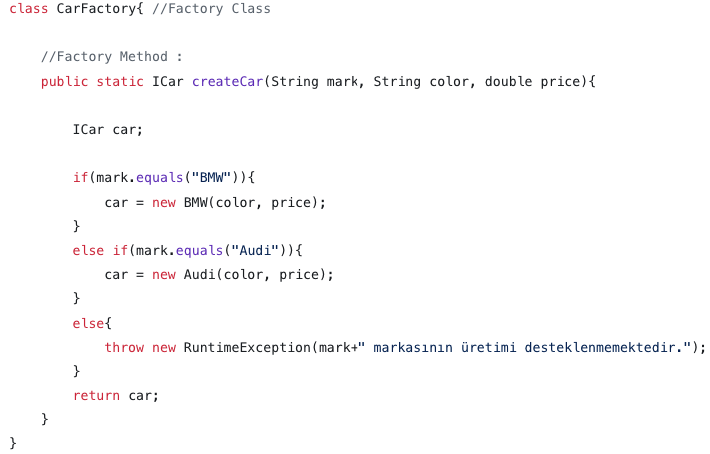 class CarFactory{ //Factory Class
//Factory Method :
public static ICar createCar(String mark, String color, double price){
ICar car;
if(mark.equals("BMW")){
car = new BMW(color, price);
}
else if(mark.equals("Audi")){
car = new Audi(color, price);
}
else{
throw new RuntimeException(mark+" markasının üretimi desteklenmemektedir.");
}
return car;
}
}